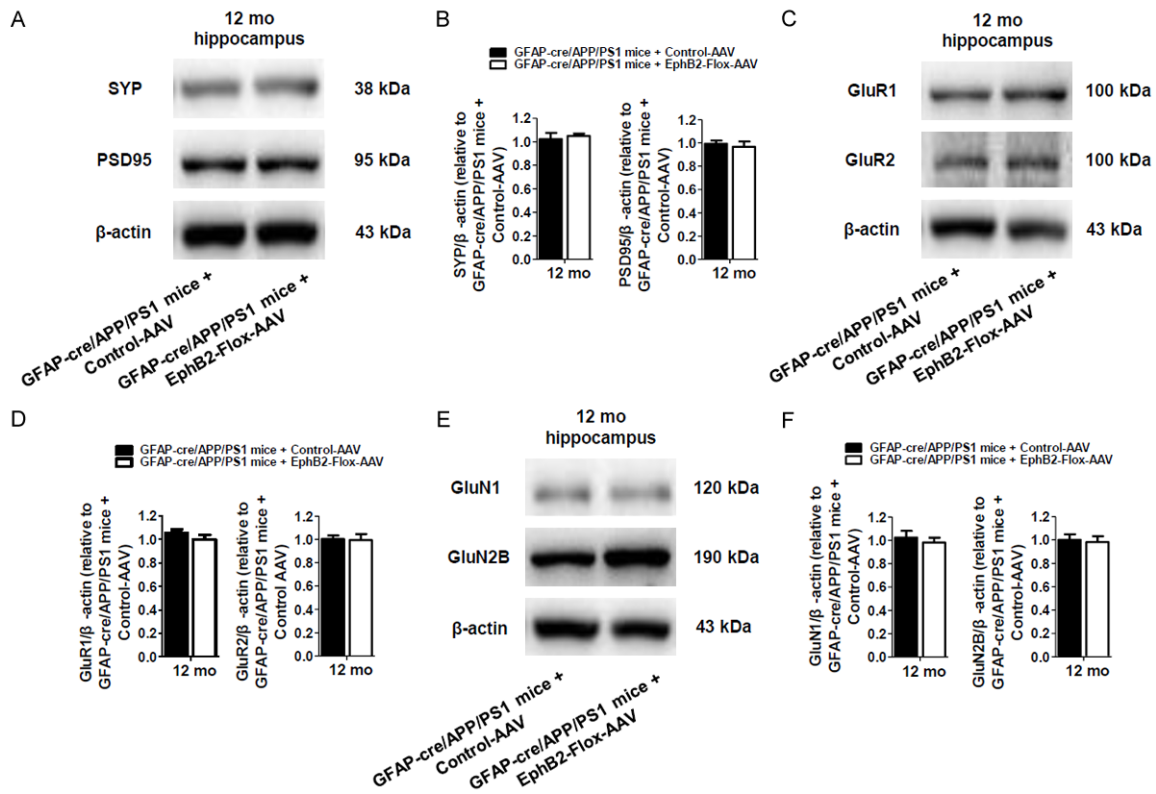 A
12 mo
hippocampus
SYP
38 kDa
PSD95
95 kDa
β-actin
43 kDa
GFAP-cre/APP/PS1 mice +
Control-AAV
GFAP-cre/APP/PS1 mice +
EphB2-Flox-AAV
B
GFAP-cre/APP/PS1 mice + Control-AAV
GFAP-cre/APP/PS1 mice + EphB2-Flox-AAV
SYP/β -actin (relative to
GFAP-cre/APP/PS1 mice +
Control-AAV)
1.2
1.0
0.8
0.6
0.4
0.2
0.0
12 mo
PSD95/β -actin (relative to
GFAP-cre/APP/PS1 mice +
Control-AAV)
1.2
1.0
0.8
0.6
0.4
0.2
0.0
12 mo
C
12 mo
hippocampus
GluR1
100 kDa
GluR2
100 kDa
β-actin
43 kDa
GFAP-cre/APP/PS1 mice +
Control-AAV
GFAP-cre/APP/PS1 mice +
EphB2-Flox-AAV
D
GFAP-cre/APP/PS1 mice + Control-AAV
GFAP-cre/APP/PS1 mice + EphB2-Flox-AAV
GluR1/β -actin (relative to
GFAP-cre/APP/PS1 mice +
Control-AAV)
1.2
1.0
0.8
0.6
0.4
0.2
0.0
12 mo
GluR2/β -actin (relative to
GFAP-cre/APP/PS1 mice +
Control AAV)
1.2
1.0
0.8
0.6
0.4
0.2
0.0
12 mo
E
12 mo
hippocampus
GluN1
120 kDa
GluN2B
190 kDa
β-actin
43 kDa
GFAP-cre/APP/PS1 mice +
Control-AAV
GFAP-cre/APP/PS1 mice +
EphB2-Flox-AAV
F
GFAP-cre/APP/PS1 mice + Control-AAV
GFAP-cre/APP/PS1 mice + EphB2-Flox-AAV
GluN1/β -actin (relative to
GFAP-cre/APP/PS1 mice +
Control-AAV)
1.2
1.0
0.8
0.6
0.4
0.2
0.0
12 mo
GluN2B/β -actin (relative to
GFAP-cre/APP/PS1 mice +
Control-AAV)
1.2
1.0
0.8
0.6
0.4
0.2
0.0
12 mo